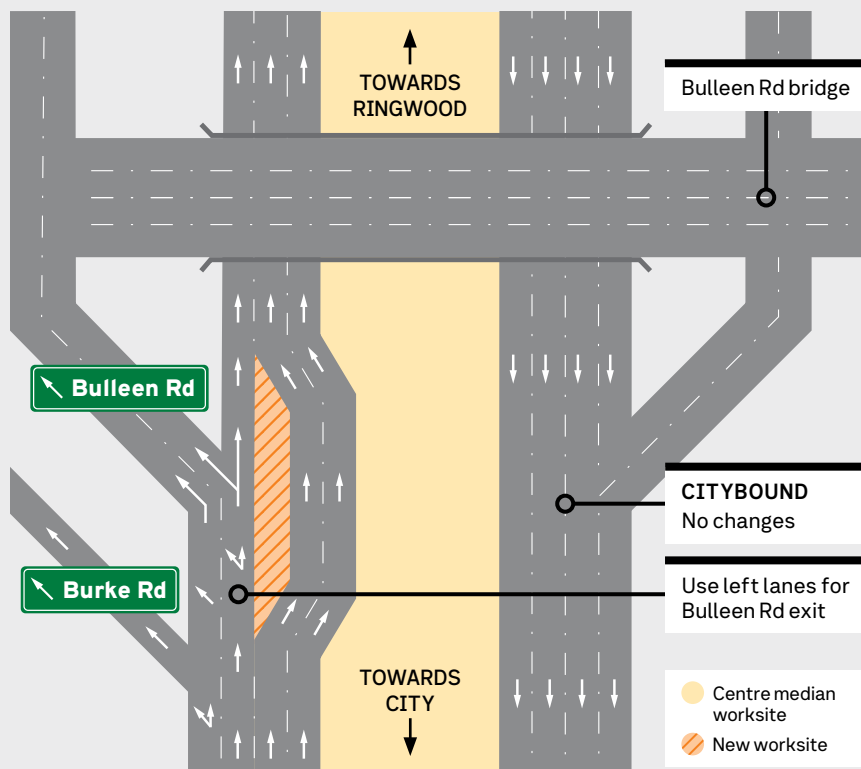 TOWARDS
RINGWOOD
Bulleen Rd bridge
Bulleen Rd
CITYBOUND
No changes
Burke Rd
Use left lanes for
Bulleen Rd exit
TOWARDS
CITY
Centre median
worksite
New worksite